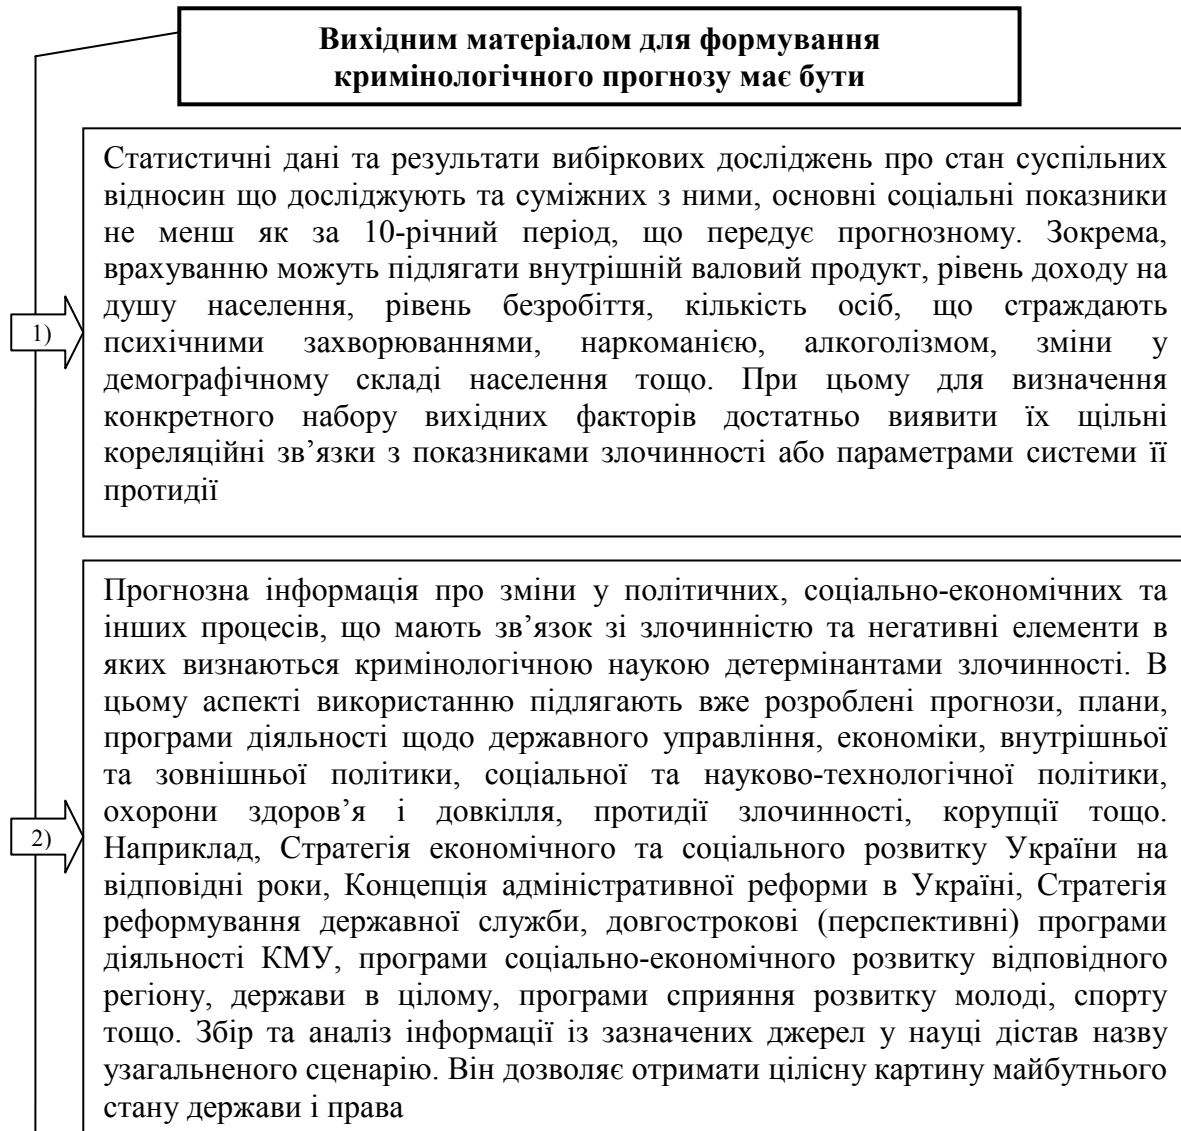 Вихідним матеріалом для формування
кримінологічного прогнозу має бути
Статистичні дані та результати вибіркових досліджень про стан суспільних
відносин що досліджують та суміжних з ними, основні соціальні показники
не менш як за 10-річний період, що передує прогнозному. Зокрема,
врахуванню можуть підлягати внутрішній валовий продукт, рівень доходу на
душу населення, рівень безробіття, кількість осіб, що страждають
1)
психічними захворюваннями, наркоманією, алкоголізмом, зміни у
демографічному складі населення тощо. При цьому для визначення
конкретного набору вихідних факторів достатньо виявити їх щільні
кореляційні зв’язки з показниками злочинності або параметрами системи її
протидії
Прогнозна інформація про зміни у політичних, соціально-економічних та
інших процесів, що мають зв’язок зі злочинністю та негативні елементи в
яких визнаються кримінологічною наукою детермінантами злочинності. В
цьому аспекті використанню підлягають вже розроблені прогнози, плани,
програми діяльності щодо державного управління, економіки, внутрішньої
та зовнішньої політики, соціальної та науково-технологічної політики,
охорони здоров’я і довкілля, протидії злочинності, корупції тощо.
2)
Наприклад, Стратегія економічного та соціального розвитку України на
відповідні роки, Концепція адміністративної реформи в Україні, Стратегія
реформування державної служби, довгострокові (перспективні) програми
діяльності КМУ, програми соціально-економічного розвитку відповідного
регіону, держави в цілому, програми сприяння розвитку молоді, спорту
тощо. Збір та аналіз інформації із зазначених джерел у науці дістав назву
узагальненого сценарію. Він дозволяє отримати цілісну картину майбутнього
стану держави і права